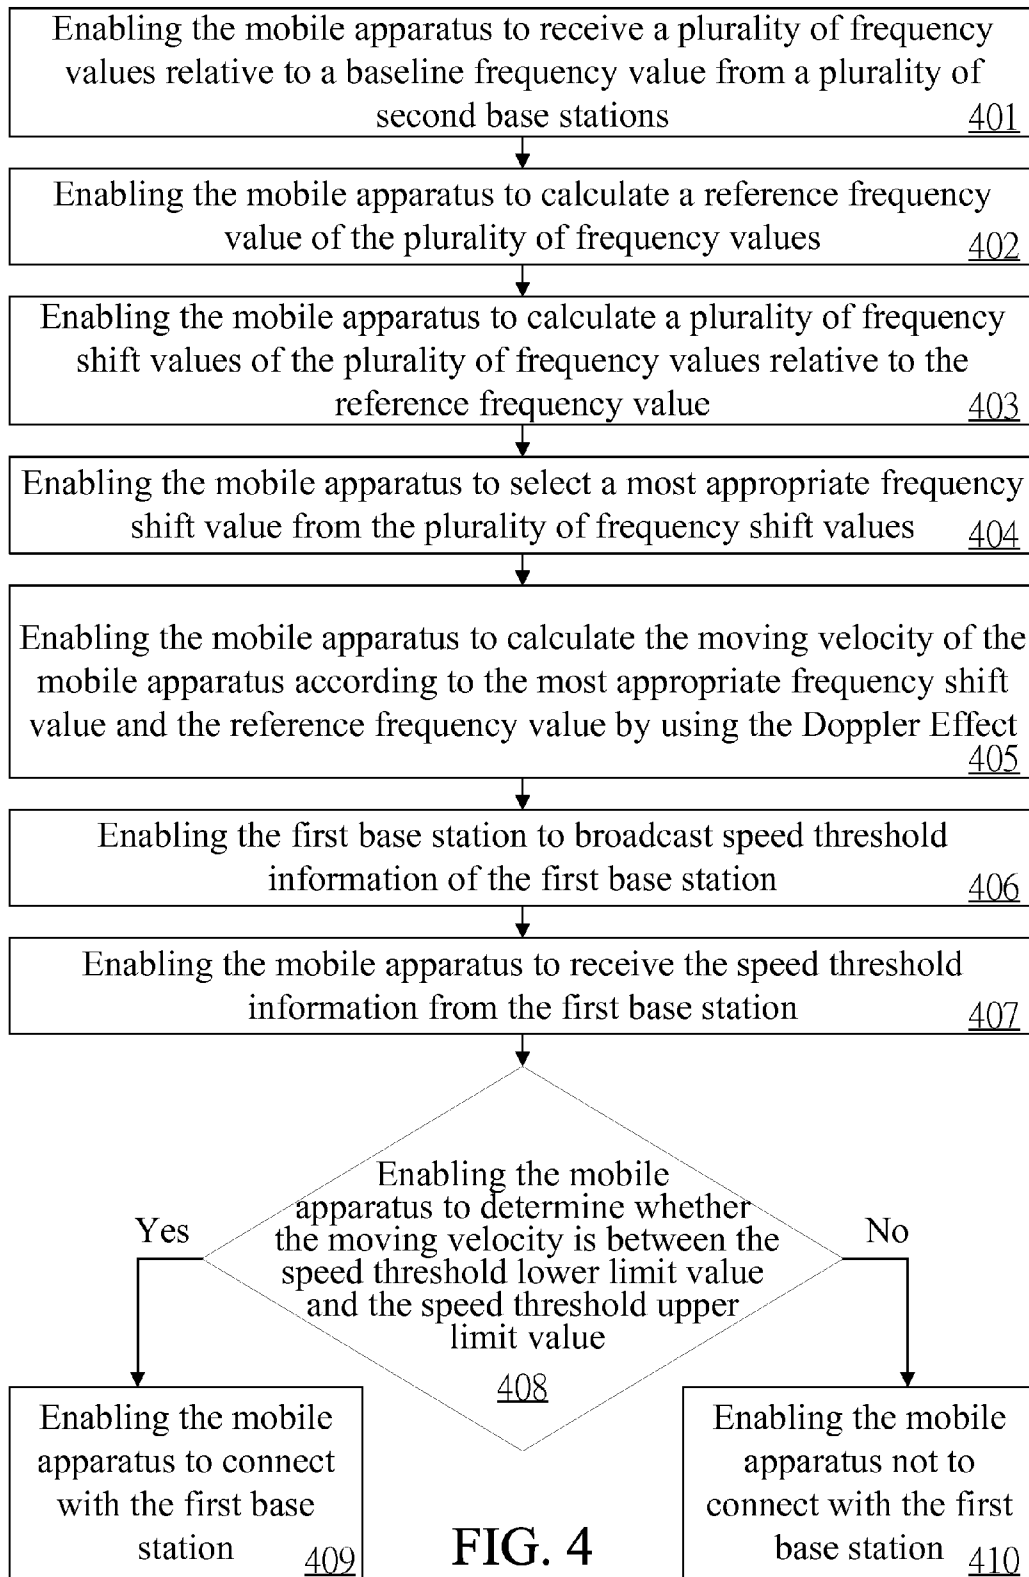 Enabling the mobile apparatus to receive a plurality of frequency
values relative to a baseline frequency value from a plurality of
second base stations
401
Enabling the mobile apparatus to calculate a reference frequency
value of the plurality of frequency values
402
Enabling the mobile apparatus to calculate a plurality of frequency
shift values of the plurality of frequency values relative to the
reference frequency value
403
Enabling the mobile apparatus to select a most appropriate frequency
shift value from the plurality of frequency shift values
404
Enabling the mobile apparatus to calculate the moving velocity of the
mobile apparatus according to the most appropriate frequency shift
value and the reference frequency value by using the Doppler Effect
405
Enabling the first base station to broadcast speed threshold
information of the first base station
406
Enabling the mobile apparatus to receive the speed threshold
information from the first base station
407
Enabling the mobile
apparatus to determine whether
the moving velocity is between the
speed threshold lower limit value
and the speed threshold upper
limit value
408
Yes
No
Enabling the mobile
apparatus to connect
with the first base
station
409
Enabling the mobile
apparatus not to
connect with the first
base station
410
FIG. 4